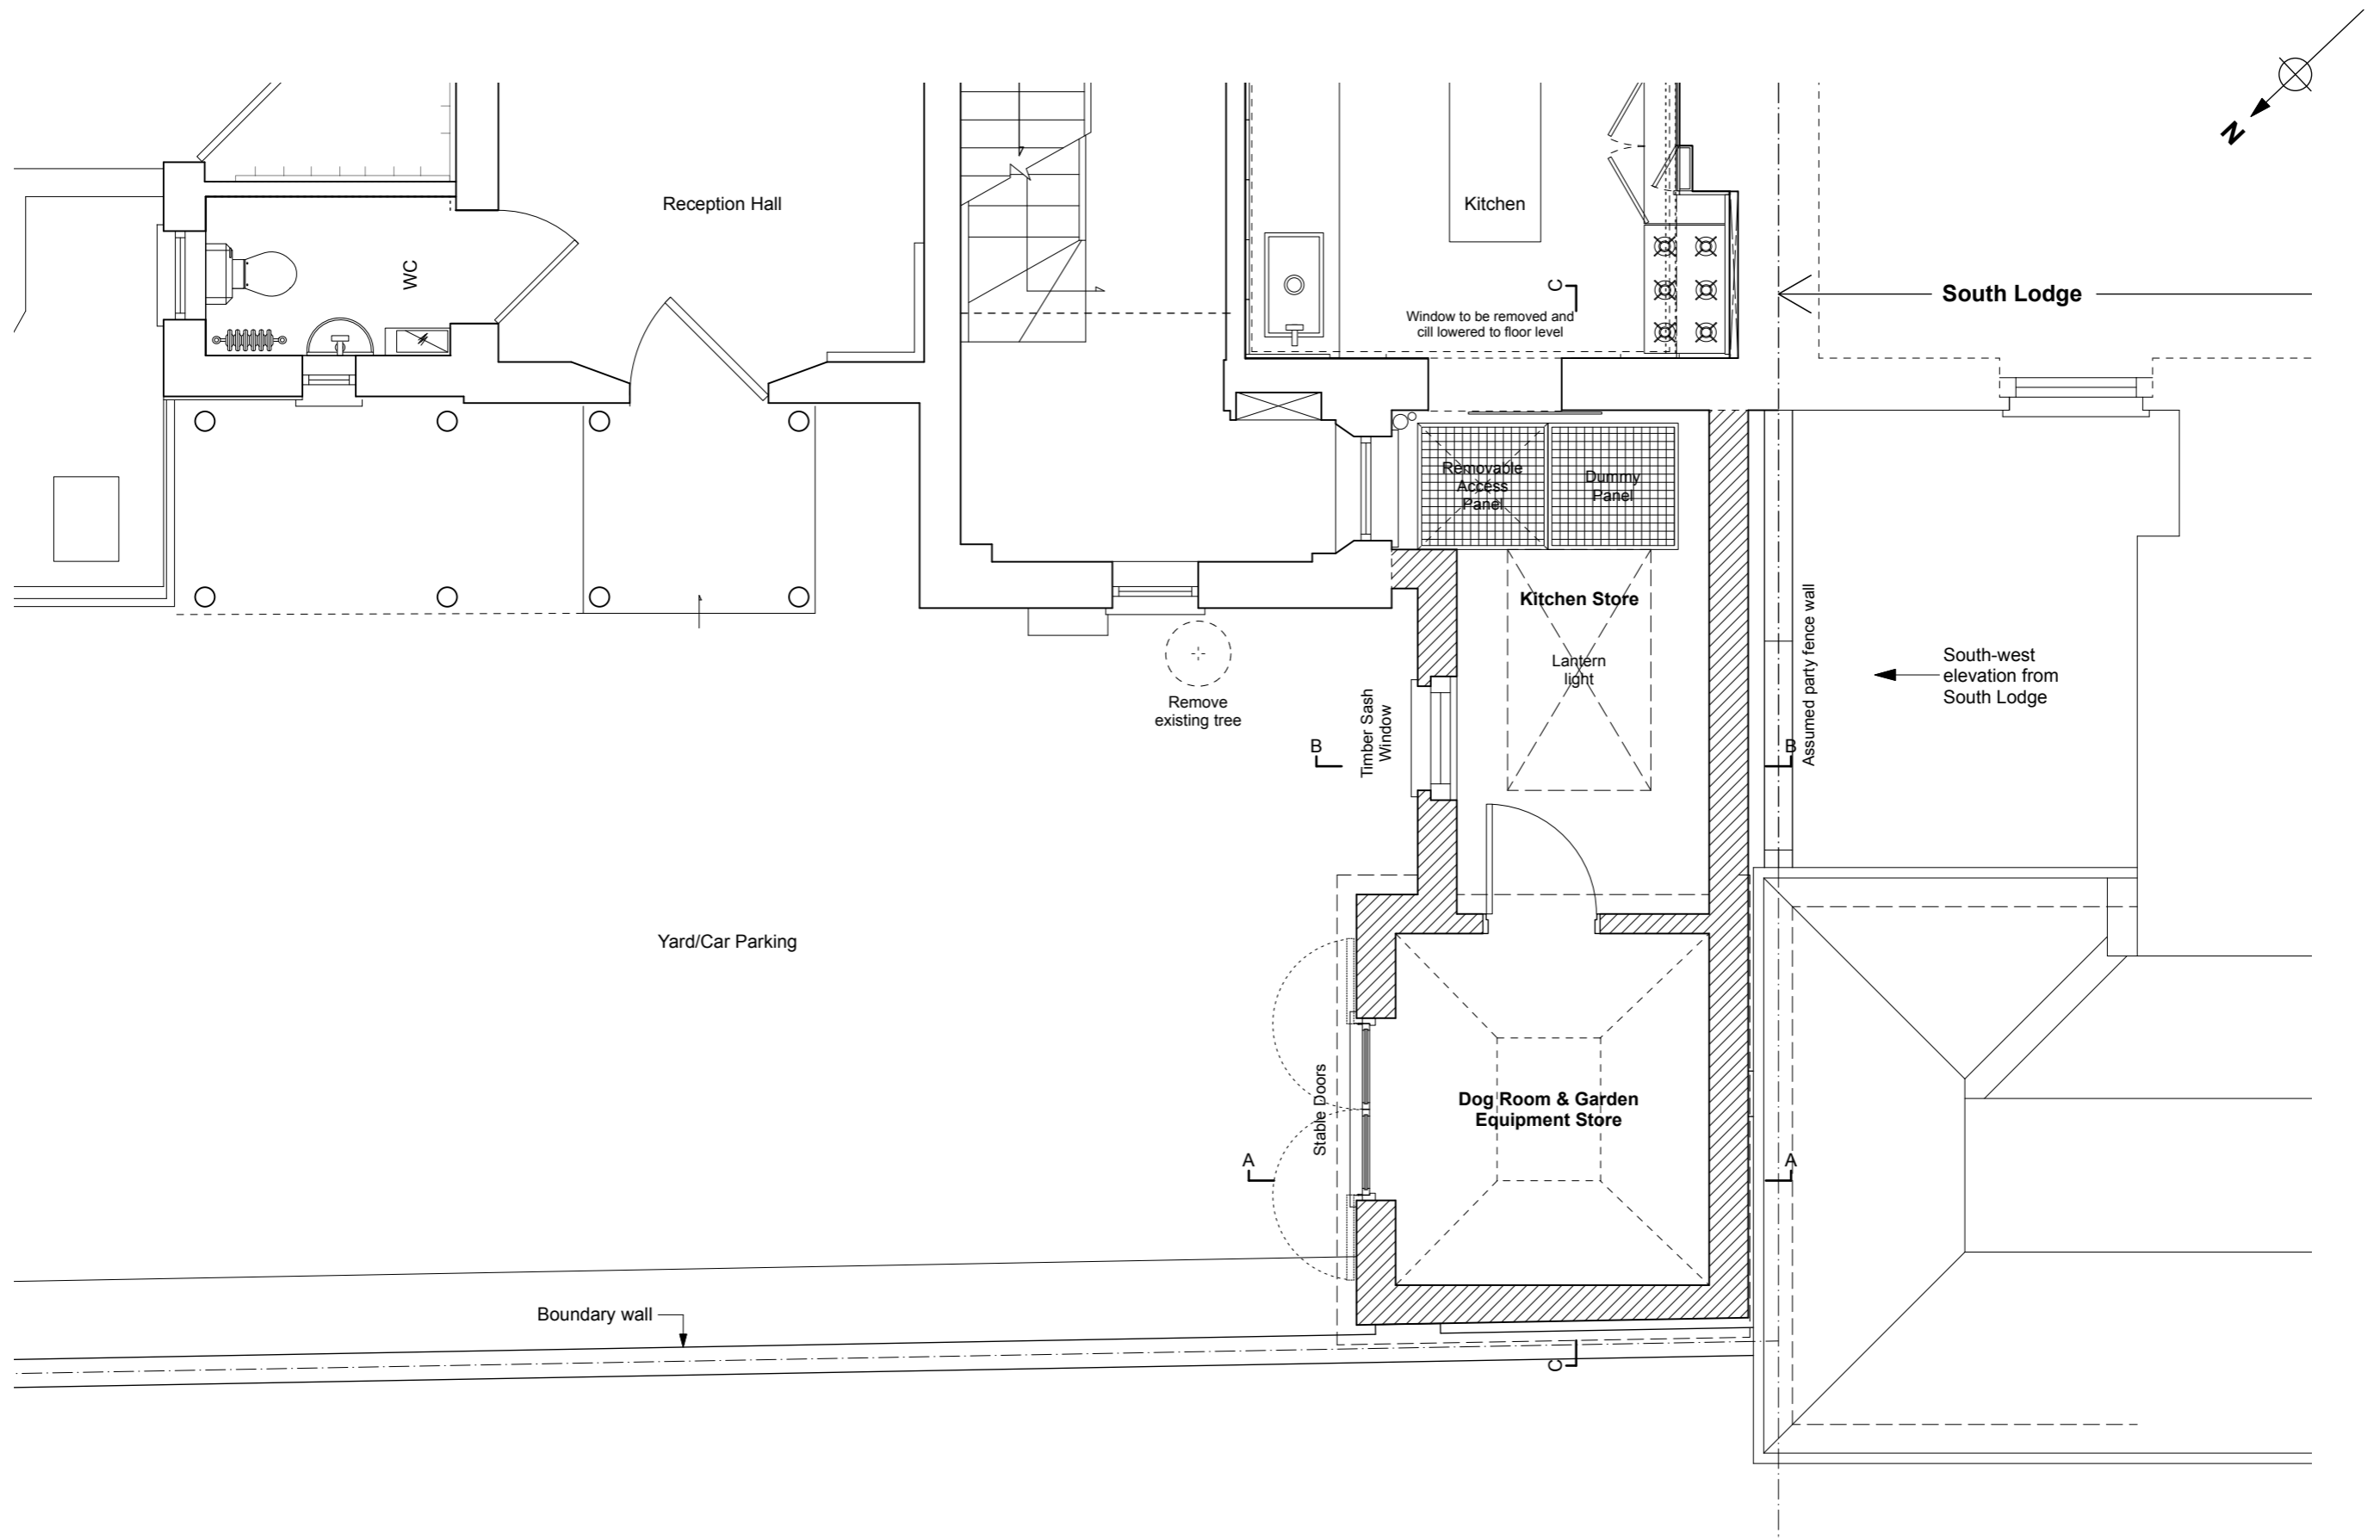 N
Reception Hall
Kitchen
WC
South Lodge
C
Window to be removed and
cill lowered to floor level
Removable
Access
Panel
Dummy
Panel
Kitchen Store
Lantern
light
Assumed party fence wall
South-west
elevation from
South Lodge
Remove
existing tree
Timber Sash
Window
B
B
Yard/Car Parking
Stable Doors
Dog Room & Garden
Equipment Store
A
A
Boundary wall
C